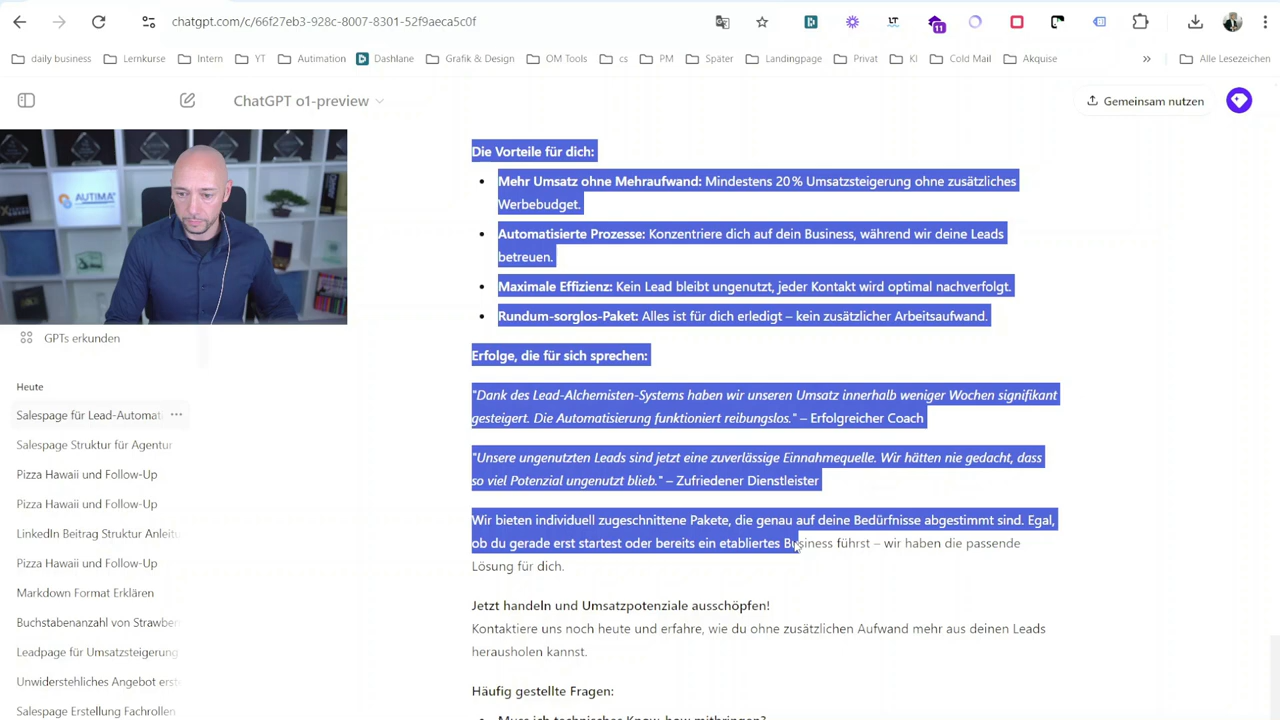 chatgpt.com/c/66f27eb3-928c-8007-8301-52f9aeca5c0f
11
daily business
Lernkurse
Intern
YT
Autimation
Dashlane
Grafik & Design
OM Tools
cs
PM
Später
Landingpage
Privat
KI
Cold Mail
Akquise
»
Alle Lesezeichen
ChatGPT o1-preview
Gemeinsam nutzen
AUTIMA
GPTs erkunden
Heute
Salespage für Lead-Automat
Salespage Struktur für Agentur
Pizza Hawaii und Follow-Up
Pizza Hawaii und Follow-Up
LinkedIn Beitrag Struktur Anleitu
Pizza Hawaii und Follow-Up
Markdown Format Erklären
Buchstabenanzahl von Strawber
Leadpage für Umsatzsteigerung
Unwiderstehliches Angebot erste
Salespage Erstellung Fachrollen
Die Vorteile für dich:
• Mehr Umsatz ohne Mehraufwand: Mindestens 20 % Umsatzsteigerung ohne zusätzliches
Werbebudget.
• Automatisierte Prozesse: Konzentriere dich auf dein Business, während wir deine Leads
betreuen.
• Maximale Effizienz: Kein Lead bleibt ungenutzt, jeder Kontakt wird optimal nachverfolgt.
• Rundum-sorglos-Paket: Alles ist für dich erledigt – kein zusätzlicher Arbeitsaufwand.
Erfolge, die für sich sprechen:
"Dank des Lead-Alchemisten-Systems haben wir unseren Umsatz innerhalb weniger Wochen signifikant
gesteigert. Die Automatisierung funktioniert reibungslos." – Erfolgreicher Coach
"Unsere ungenutzten Leads sind jetzt eine zuverlässige Einnahmequelle. Wir hätten nie gedacht, dass
so viel Potenzial ungenutzt blieb." – Zufriedener Dienstleister
Wir bieten individuell zugeschnittene Pakete, die genau auf deine Bedürfnisse abgestimmt sind. Egal,
ob du gerade erst startest oder bereits ein etabliertes Business führst – wir haben die passende
Lösung für dich.
Jetzt handeln und Umsatzpotenziale ausschöpfen!
Kontaktiere uns noch heute und erfahre, wie du ohne zusätzlichen Aufwand mehr aus deinen Leads
herausholen kannst.
Häufig gestellte Fragen:
• Muss ich technisches Know-how mitbringen?